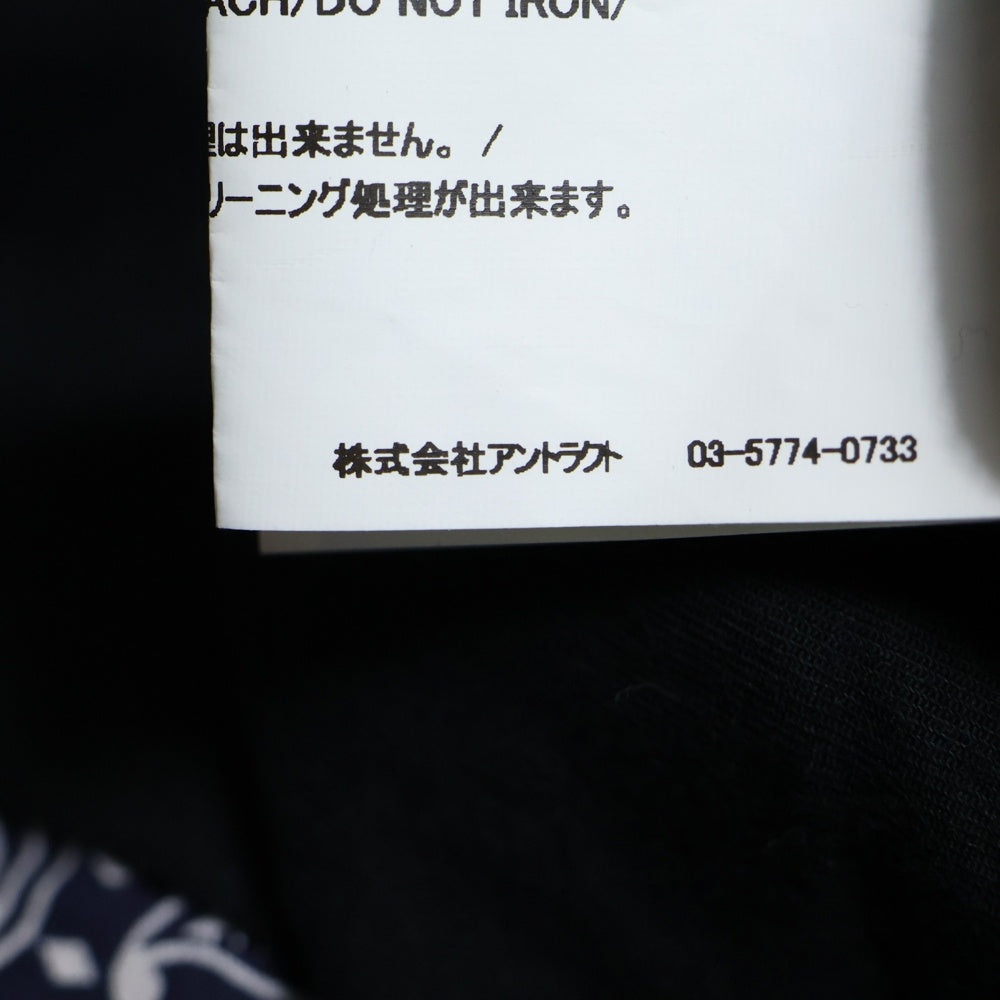 ACH/DO NOT IRON/
理は出来ません。 /
リーニング処理が出来ます。
株式会社アントラクト 03-5774-0733